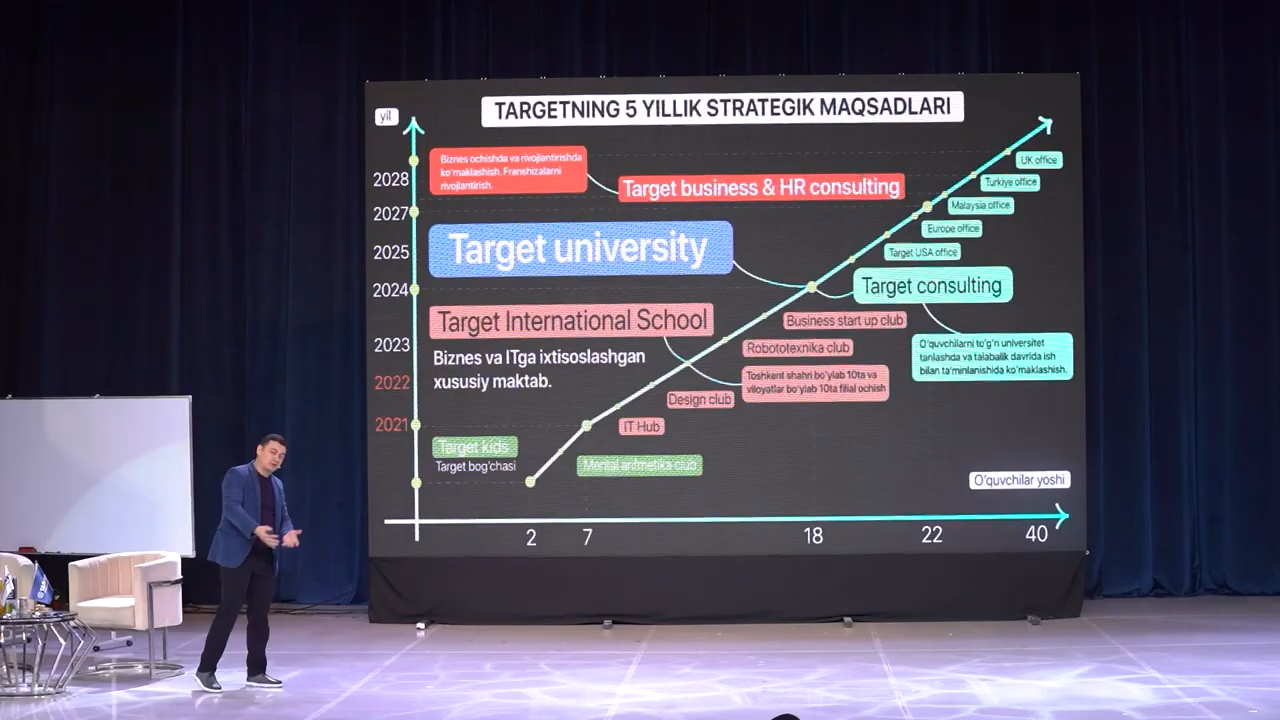 TARGETNING 5 YILLIK STRATEGIK MAQSADLARI
yil
Biznes ochishda va rivojlantirishda
ko'maklashish. Franshizalarni
rivojlantirish.
Target business & HR consulting
UK office
Turkiye office
Malaysia office
Europe office
Target USA office
2028
2027
2025
2024
2023
2022
2021
Target university
Target consulting
O'quvchilarni to'g'ri universitet
tanlashda va talabalik davrida ish
bilan ta'minlanishida ko'maklashish.
Target International School
Biznes va ITga ixtisoslashgan
xususiy maktab.
Business start up club
Robototexnika club
Toshkent shahri bo'ylab 10ta va
viloyatlar bo'ylab 10ta filial ochish
Design club
IT Hub
Target kids
Target bog'chasi
Mental arifmetika club
O'quvchilar yoshi
2 7 18 22 40